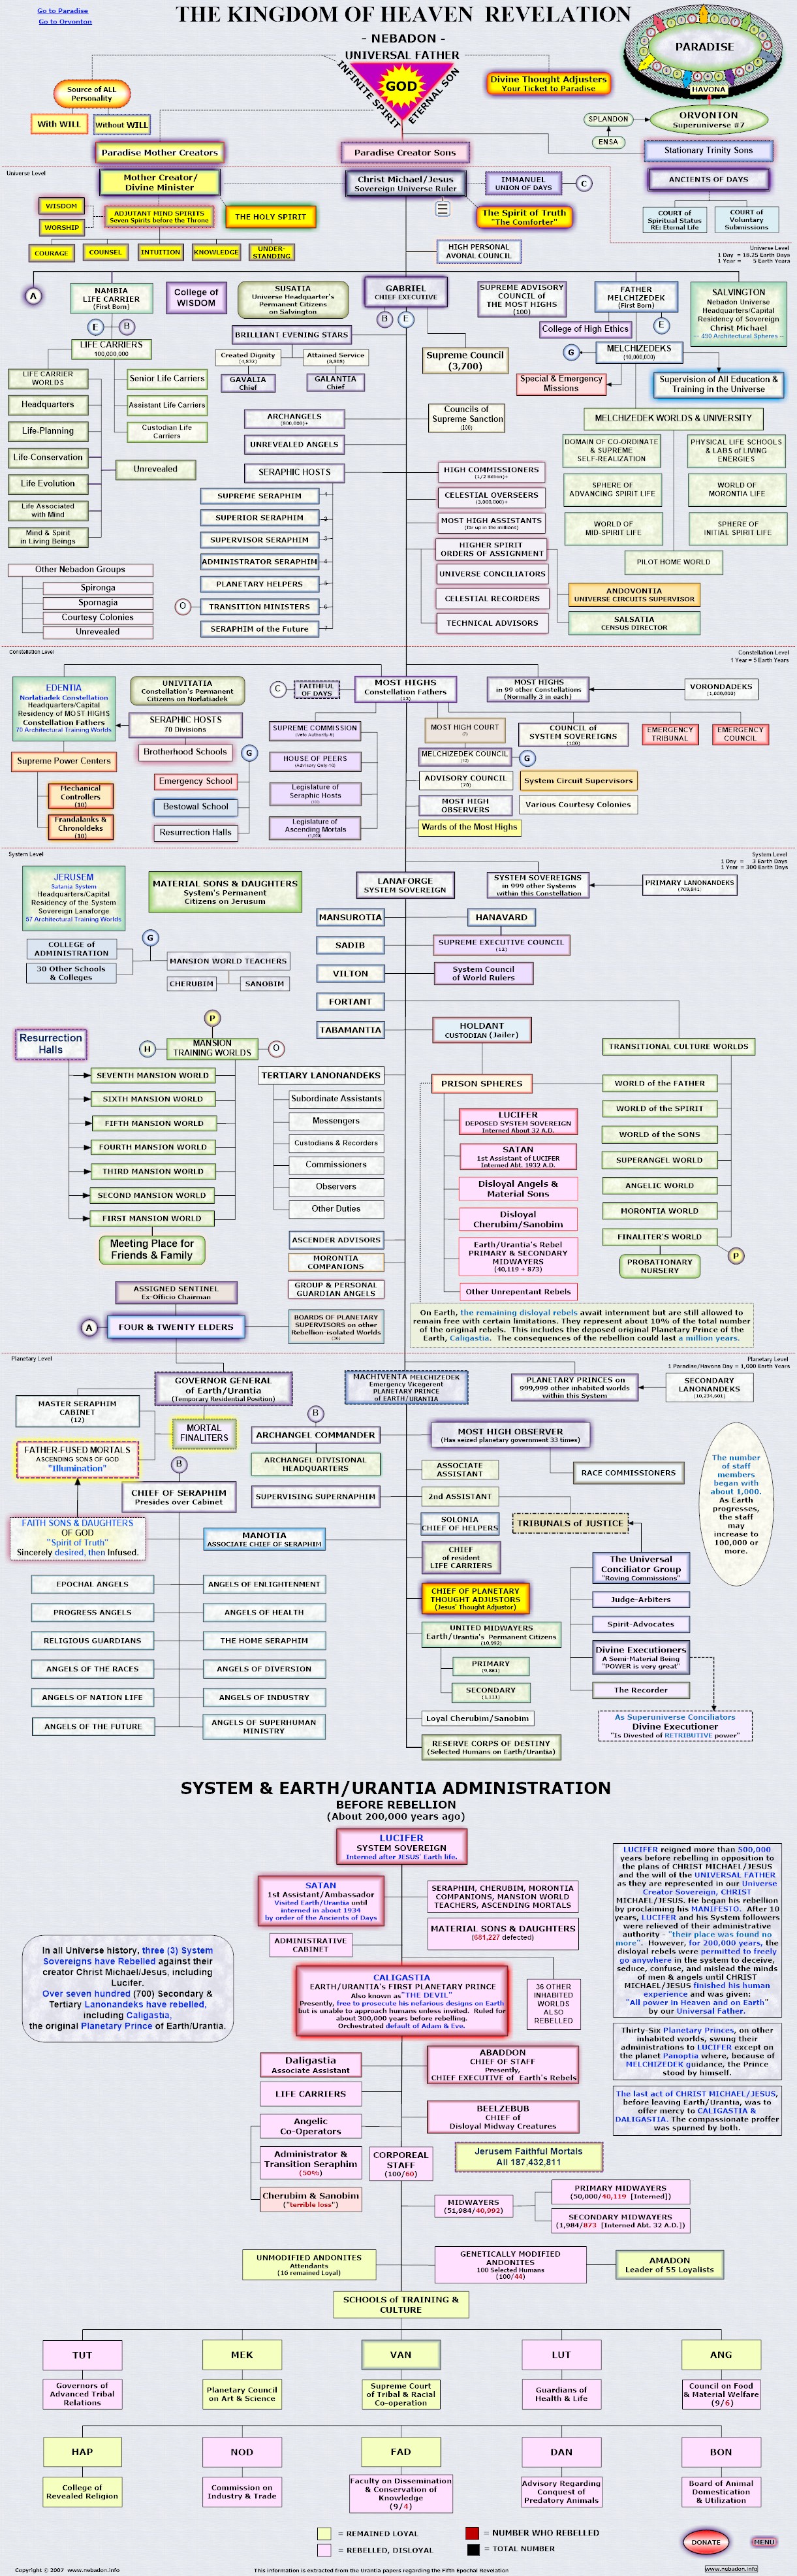 Go to Paradise
Go to Orvonton
THE KINGDOM OF HEAVEN REVELATION
- NEBADON -
UNIVERSAL FATHER
INFINITE SPIRIT
GOD
ETERNAL SON
PARADISE
HAVONA
Source of ALL
Personality
With WILL
Without WILL
Divine Thought Adjusters
Your Ticket to Paradise
SPLANDON
ENSA
ORVONTON
Superuniverse #7
Paradise Mother Creators
Paradise Creator Sons
Stationary Trinity Sons
Universe Level
Mother Creator/
Divine Minister
Christ Michael/Jesus
Sovereign Universe Ruler
IMMANUEL
UNION OF DAYS
C
ANCIENTS OF DAYS
WISDOM
WORSHIP
ADJUTANT MIND SPIRITS
Seven Spirits before the Throne
THE HOLY SPIRIT
The Spirit of Truth
"The Comforter"
COURT of
Spiritual Status
RE: Eternal Life
COURT of
Voluntary
Submissions
COURAGE
COUNSEL
INTUITION
KNOWLEDGE
UNDER-
STANDING
HIGH PERSONAL
AVONAL COUNCIL
Universe Level
1 Day = 18.25 Earth Days
1 Year = 5 Earth Years
A
NAMBIA
LIFE CARRIER
(First Born)
College of
WISDOM
SUSATIA
Universe Headquarter's
Permanent Citizens
on Salvington
GABRIEL
CHIEF EXECUTIVE
SUPREME ADVISORY
COUNCIL of
THE MOST HIGHS
(100)
FATHER
MELCHIZEDEK
(First Born)
SALVINGTON
Nebadon Universe
Headquarters/Capital
Residency of Sovereign
Christ Michael
-- 490 Architectural Spheres --
E
B
B
E
College of High Ethics
E
LIFE CARRIERS
100,000,000
BRILLIANT EVENING STARS
Created Dignity
Attained Service
GAVALIA
Chief
GALANTIA
Chief
Supreme Council
(3,700)
G
MELCHIZEDEKS
(10,000,000)
Special & Emergency
Missions
Supervision of All Education &
Training in the Universe
LIFE CARRIER
WORLDS
Headquarters
Life-Planning
Life-Conservation
Life Evolution
Life Associated
with Mind
Mind & Spirit
in Living Beings
Senior Life Carriers
Assistant Life Carriers
Custodian Life
Carriers
Unrevealed
ARCHANGELS
(800,000)+
UNREVEALED ANGELS
SERAPHIC HOSTS
Councils of
Supreme Sanction
(100)
MELCHIZEDEK WORLDS & UNIVERSITY
DOMAIN OF CO-ORDINATE
& SUPREME
SELF-REALIZATION
PHYSICAL LIFE SCHOOLS
& LABS of LIVING
ENERGIES
SPHERE OF
ADVANCING SPIRIT LIFE
WORLD OF
MORONTIA LIFE
WORLD OF
MID-SPIRIT LIFE
SPHERE OF
INITIAL SPIRIT LIFE
PILOT HOME WORLD
SUPREME SERAPHIM
1
SUPERIOR SERAPHIM
2
SUPERVISOR SERAPHIM
3
ADMINISTRATOR SERAPHIM
4
PLANETARY HELPERS
5
O
TRANSITION MINISTERS
6
SERAPHIM of the Future
7
HIGH COMMISSIONERS
(1/2 Billion)+
CELESTIAL OVERSEERS
MOST HIGH ASSISTANTS
(far up in the millions)
HIGHER SPIRIT
ORDERS OF ASSIGNMENT
UNIVERSE CONCILIATORS
CELESTIAL RECORDERS
TECHNICAL ADVISORS
ANDOVONTIA
UNIVERSE CIRCUITS SUPERVISOR
SALSATIA
CENSUS DIRECTOR
Other Nebadon Groups
Spironga
Spornagia
Courtesy Colonies
Unrevealed
Constellation Level
Constellation Level
1 Year = 5 Earth Years
EDENTIA
Norlatiadek Constellation
Headquarters/Capital
Residency of MOST HIGHS
Constellation Fathers
70 Architectural Training Worlds
UNIVITATIA
Constellation's Permanent
Citizens on Norlatiadek
C
FAITHFUL
OF DAYS
MOST HIGHS
Constellation Fathers
(12)
MOST HIGHS
in 99 other Constellations
(Normally 3 in each)
VORONDADEKS
(1,000,000)
SERAPHIC HOSTS
70 Divisions
Brotherhood Schools
G
Emergency School
Bestowal School
Resurrection Halls
Supreme Power Centers
Mechanical
Controllers
(10)
Frandalanks &
Chronoldeks
(10)
SUPREME COMMISSION
HOUSE OF PEERS
Legislature of
Seraphic Hosts
Legislature of
Ascending Mortals
MOST HIGH COURT
MELCHIZEDEK COUNCIL
(12)
G
ADVISORY COUNCIL
(70)
MOST HIGH
OBSERVERS
Wards of the Most Highs
COUNCIL of
SYSTEM SOVEREIGNS
(100)
EMERGENCY
TRIBUNAL
EMERGENCY
COUNCIL
System Circuit Supervisors
Various Courtesy Colonies
System Level
System Level
1 Day = 3 Earth Days
1 Year = 300 Earth Days
JERUSEM
Satania System
Headquarters/Capital
Residency of the System
Sovereign Lanaforge
57 Architectural Training Worlds
MATERIAL SONS & DAUGHTERS
System's Permanent
Citizens on Jerusum
LANAFORGE
SYSTEM SOVEREIGN
SYSTEM SOVEREIGNS
in 999 other Systems
within this Constellation
PRIMARY LANONANDEKS
(709,841)
MANSUROTIA
HANAVARD
SADIB
SUPREME EXECUTIVE COUNCIL
(12)
VILTON
System Council
of World Rulers
FORTANT
TABAMANTIA
HOLDANT
CUSTODIAN (Jailer)
COLLEGE of
ADMINISTRATION
30 Other Schools
& Colleges
G
MANSION WORLD TEACHERS
CHERUBIM
SANOBIM
P
Resurrection
Halls
H
MANSION
TRAINING WORLDS
O
SEVENTH MANSION WORLD
SIXTH MANSION WORLD
FIFTH MANSION WORLD
FOURTH MANSION WORLD
THIRD MANSION WORLD
SECOND MANSION WORLD
FIRST MANSION WORLD
Meeting Place for
Friends & Family
TERTIARY LANONANDEKS
Subordinate Assistants
Messengers
Custodians & Recorders
Commissioners
Observers
Other Duties
ASCENDER ADVISORS
MORONTIA
COMPANIONS
GROUP & PERSONAL
GUARDIAN ANGELS
PRISON SPHERES
LUCIFER
DEPOSED SYSTEM SOVEREIGN
Interned About 32 A.D.
SATAN
1st Assistant of LUCIFER
Interned Abt. 1932 A.D.
Disloyal Angels &
Material Sons
Disloyal
Cherubim/Sanobim
Earth/Urantia's Rebel
PRIMARY & SECONDARY
MIDWAYERS
(40,119 + 873)
Other Unrepentant Rebels
TRANSITIONAL CULTURE WORLDS
WORLD of the FATHER
WORLD of the SPIRIT
WORLD of the SONS
SUPERANGEL WORLD
ANGELIC WORLD
MORONTIA WORLD
FINALITER'S WORLD
PROBATIONARY
NURSERY
P
ASSIGNED SENTINEL
Ex-Officio Chairman
A
FOUR & TWENTY ELDERS
BOARDS of PLANETARY
SUPERVISORS on other
Rebellion-isolated Worlds
(36)
On Earth, the remaining disloyal rebels await internment but are still allowed to
remain free with certain limitations. They represent about 10% of the total number
of the original rebels. This includes the deposed original Planetary Prince of the
Earth, Caligastia. The consequences of the rebellion could last a million years.
Planetary Level
Planetary Level
1 Paradise/Havona Day = 1,000 Earth Years
GOVERNOR GENERAL
of Earth/Urantia
(Temporary Residential Position)
MACHIVENTA MELCHIZEDEK
Emergency Vicegerent
PLANETARY PRINCE
of EARTH/URANTIA
PLANETARY PRINCES on
999,999 other inhabited worlds
within this System
SECONDARY
LANONANDEKS
(10,234,601)
MASTER SERAPHIM
CABINET
(12)
MORTAL
FINALITERS
B
ARCHANGEL COMMANDER
ARCHANGEL DIVISIONAL
HEADQUARTERS
SUPERVISING SUPERNAPHIM
MOST HIGH OBSERVER
(Has seized planetary government 33 times)
FATHER-FUSED MORTALS
ASCENDING SONS OF GOD
"Illumination"
FAITH SONS & DAUGHTERS
OF GOD
"Spirit of Truth"
Sincerely desired, then Infused.
B
CHIEF OF SERAPHIM
Presides over Cabinet
MANOTIA
ASSOCIATE CHIEF OF SERAPHIM
ASSOCIATE
ASSISTANT
2nd ASSISTANT
SOLONIA
CHIEF OF HELPERS
CHIEF
of resident
LIFE CARRIERS
CHIEF OF PLANETARY
THOUGHT ADJUSTORS
(Jesus' Thought Adjustor)
UNITED MIDWAYERS
Earth/Urantia's Permanent Citizens
(10,992)
PRIMARY
(9,881)
SECONDARY
(1,111)
Loyal Cherubim/Sanobim
RESERVE CORPS OF DESTINY
(Selected Humans on Earth/Urantia)
RACE COMMISSIONERS
TRIBUNALS of JUSTICE
The Universal
Conciliator Group
"Roving Commissions"
Judge-Arbiters
Spirit-Advocates
Divine Executioners
A Semi-Material Being
"POWER is very great"
The Recorder
As Superuniverse Conciliators
Divine Executioner
"Is Divested of RETRIBUTIVE power"
The number
of staff
members
began with
about 1,000.
As Earth
progresses,
the staff
may
increase to
100,000 or
more.
EPOCHAL ANGELS
ANGELS OF ENLIGHTENMENT
PROGRESS ANGELS
ANGELS OF HEALTH
RELIGIOUS GUARDIANS
THE HOME SERAPHIM
ANGELS OF THE RACES
ANGELS OF DIVERSION
ANGELS OF NATION LIFE
ANGELS OF INDUSTRY
ANGELS OF THE FUTURE
ANGELS OF SUPERHUMAN
MINISTRY
SYSTEM & EARTH/URANTIA ADMINISTRATION
BEFORE REBELLION
(About 200,000 years ago)
LUCIFER
SYSTEM SOVEREIGN
Interned after JESUS' Earth life.
SATAN
1st Assistant/Ambassador
Visited Earth/Urantia until
interned in about 1934
by order of the Ancients of Days
SERAPHIM, CHERUBIM, MORONTIA
COMPANIONS, MANSION WORLD
TEACHERS, ASCENDING MORTALS
MATERIAL SONS & DAUGHTERS
(681,227 defected)
ADMINISTRATIVE
CABINET
CALIGASTIA
EARTH/URANTIA's FIRST PLANETARY PRINCE
Also known as "THE DEVIL"
Presently, free to prosecute his nefarious designs on Earth
but is unable to approach humans unless invited. Ruled for
about 300,000 years before rebelling.
Orchestrated default of Adam & Eve.
36 OTHER
INHABITED
WORLDS
ALSO
REBELLED
In all Universe history, three (3) System
Sovereigns have Rebelled against their
creator Christ Michael/Jesus, including
Lucifer.
Over seven hundred (700) Secondary &
Tertiary Lanonandeks have rebelled,
including Caligastia,
the original Planetary Prince of Earth/Urantia.
LUCIFER reigned more than 500,000
years before rebelling in opposition to
the plans of CHRIST MICHAEL/JESUS
and the will of the UNIVERSAL FATHER
as they are represented in our Universe
Creator Sovereign, CHRIST
MICHAEL/JESUS. He began his rebellion
by proclaiming his MANIFESTO. After 10
years, LUCIFER and his System followers
were relieved of their administrative
authority - "their place was found no
more". However, for 200,000 years, the
disloyal rebels were permitted to freely
go anywhere in the system to deceive,
seduce, confuse, and mislead the minds
of men & angels until CHRIST
MICHAEL/JESUS finished his human
experience and was given:
"All power in Heaven and on Earth"
by our Universal Father.
Thirty-Six Planetary Princes, on other
inhabited worlds, swung their
administrations to LUCIFER except on
the planet Panoptia where, because of
MELCHIZEDEK guidance, the Prince
stood by himself.
The last act of CHRIST MICHAEL/JESUS,
before leaving Earth/Urantia, was to
offer mercy to CALIGASTIA &
DALIGASTIA. The compassionate proffer
was spurned by both.
Daligastia
Associate Assistant
ABADDON
CHIEF OF STAFF
Presently,
CHIEF EXECUTIVE of Earth's Rebels
LIFE CARRIERS
BEELZEBUB
CHIEF of
Disloyal Midway Creatures
Angelic
Co-Operators
Administrator &
Transition Seraphim
(50%)
Cherubim & Sanobim
("terrible loss")
CORPOREAL
STAFF
(100/60)
Jerusem Faithful Mortals
All 187,432,811
MIDWAYERS
(51,984/40,992)
PRIMARY MIDWAYERS
(50,000/40,119 [Interned])
SECONDARY MIDWAYERS
(1,984/873 [Interned Abt. 32 A.D.])
UNMODIFIED ANDONITES
Attendants
(16 remained Loyal)
GENETICALLY MODIFIED
ANDONITES
100 Selected Humans
(100/44)
AMADON
Leader of 55 Loyalists
SCHOOLS of TRAINING &
CULTURE
TUT
MEK
VAN
LUT
ANG
Governors of
Advanced Tribal
Relations
Planetary Council
on Art & Science
Supreme Court
of Tribal & Racial
Co-operation
Guardians of
Health & Life
Council on Food
& Material Welfare
(9/6)
HAP
NOD
FAD
DAN
BON
College of
Revealed Religion
Commission on
Industry & Trade
Faculty on Dissemination
& Conservation of
Knowledge
(9/4)
Advisory Regarding
Conquest of
Predatory Animals
Board of Animal
Domestication
& Utilization
= REMAINED LOYAL
= NUMBER WHO REBELLED
= REBELLED, DISLOYAL
= TOTAL NUMBER
DONATE
MENU
Copyright © 2007 www.nebadon.info
This information is extracted from the Urantia papers regarding the Fifth Epochal Revelation
www.nebadon.info